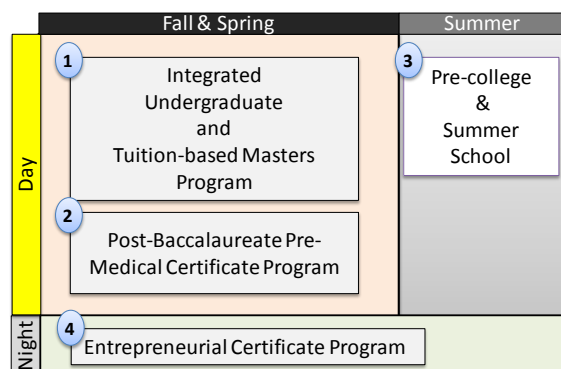 Fall & Spring
Summer
Day
1
Integrated
Undergraduate
and
Tuition-based Masters
Program
2
Post-Baccalaureate Pre-
Medical Certificate Program
3
Pre-college
&
Summer
School
Night
4
Entrepreneurial Certificate Program